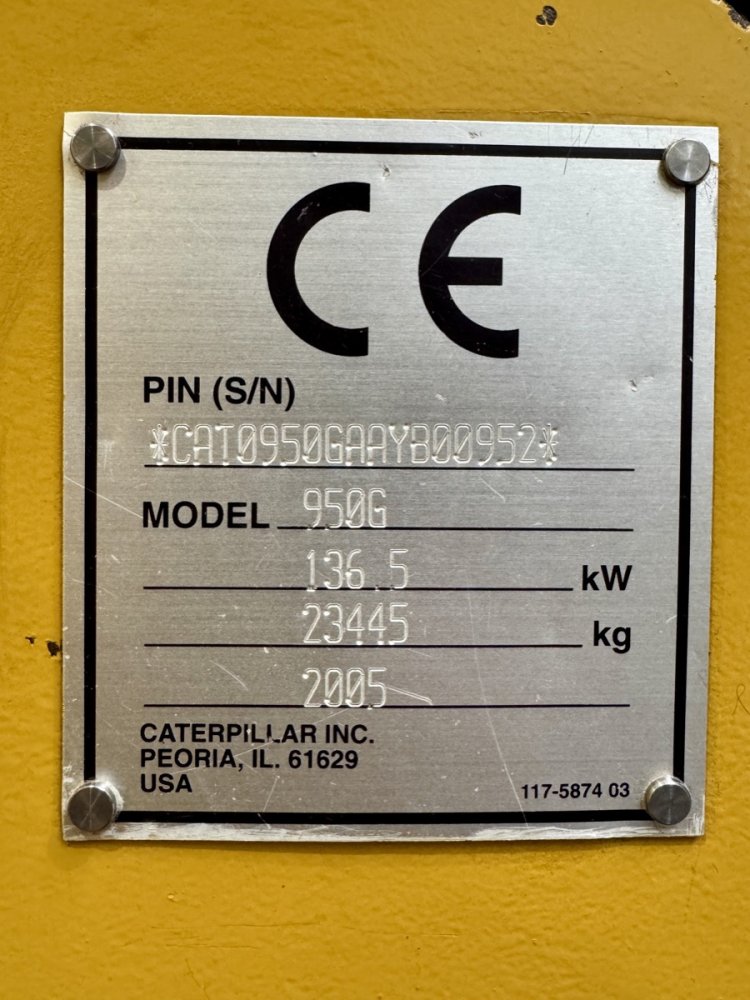 CE
PIN (S/N)
*CAT0950GAAYB00952*
MODEL 950G
136.5 kW
23445 kg
2005
CATERPILLAR INC.
PEORIA, IL. 61629
USA
117-5874 03